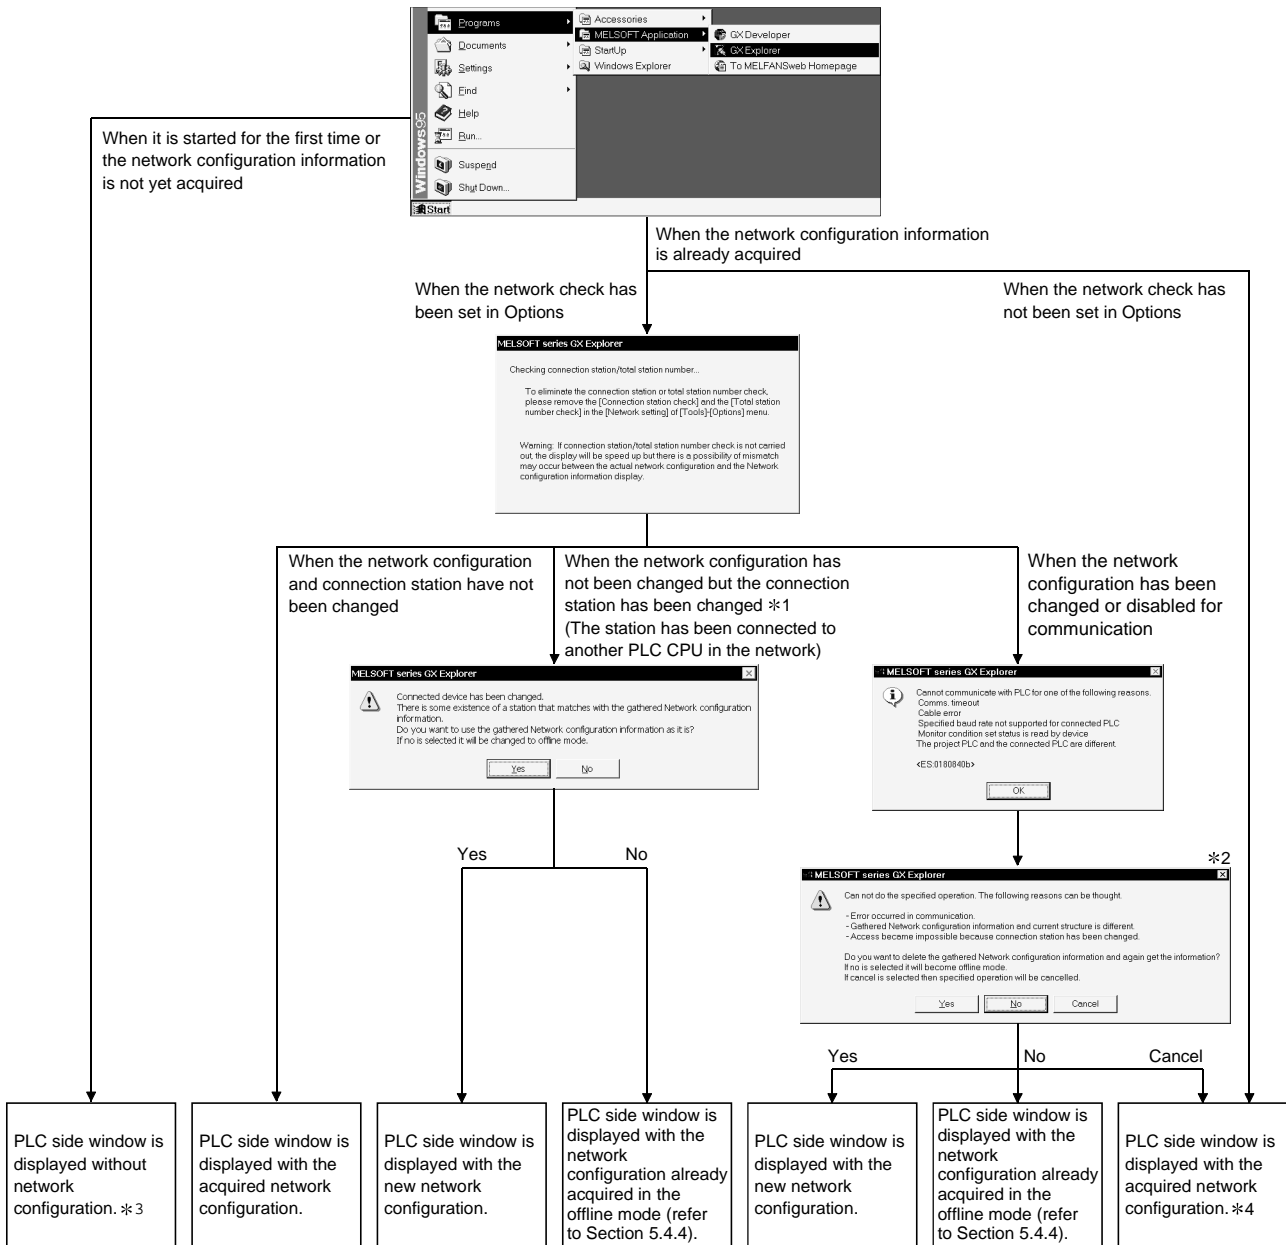 Programs
Documents
Settings
Find
Help
Run...
Suspend
Shut Down...
Windows95
Start
Accessories
MELSOFT Application
StartUp
Windows Explorer
GX Developer
GX Explorer
To MELFANSweb Homepage
When it is started for the first time or
the network configuration information
is not yet acquired
When the network configuration information
is already acquired
When the network check has
been set in Options
When the network check has
not been set in Options
MELSOFT series GX Explorer
Checking connection station/total station number...
To eliminate the connection station or total station number check,
please remove the [Connection station check] and the [Total station
number check] in the [Network setting] of [Tools]-[Options] menu.
Warning: If connection station/total station number check is not carried
out, the display will be speed up but there is a possibility of mismatch
may occur between the actual network configuration and the Network
configuration information display.
When the network configuration
and connection station have not
been changed
When the network configuration has
not been changed but the connection
station has been changed *1
(The station has been connected to
another PLC CPU in the network)
When the network
configuration has been
changed or disabled for
communication
MELSOFT series GX Explorer
Connected device has been changed.
There is some existence of a station that matches with the gathered Network configuration
information.
Do you want to use the gathered Network configuration information as it is?
If no is selected it will be changed to offline mode.
Yes
No
MELSOFT series GX Explorer
Cannot communicate with PLC for one of the following reasons.
Comms. timeout
Cable error
Specified baud rate not supported for connected PLC
Monitor condition set status is read by device
The project PLC and the connected PLC are different.
<ES:0180840b>
OK
Yes
No
*2
MELSOFT series GX Explorer
Can not do the specified operation. The following reasons can be thought.
- Error occurred in communication.
- Gathered Network configuration information and current structure is different.
- Access became impossible because connection station has been changed.
Do you want to delete the gathered Network configuration information and again get the information?
If no is selected it will become offline mode.
If cancel is selected then specified operation will be cancelled.
Yes
No
Cancel
Yes
No
Cancel
PLC side window is
displayed without
network
configuration. *3
PLC side window is
displayed with the
acquired network
configuration.
PLC side window is
displayed with the
new network
configuration.
PLC side window is
displayed with the
network
configuration already
acquired in the
offline mode (refer
to Section 5.4.4).
PLC side window is
displayed with the
new network
configuration.
PLC side window is
displayed with the
network
configuration already
acquired in the
offline mode (refer
to Section 5.4.4).
PLC side window is
displayed with the
acquired network
configuration. *4